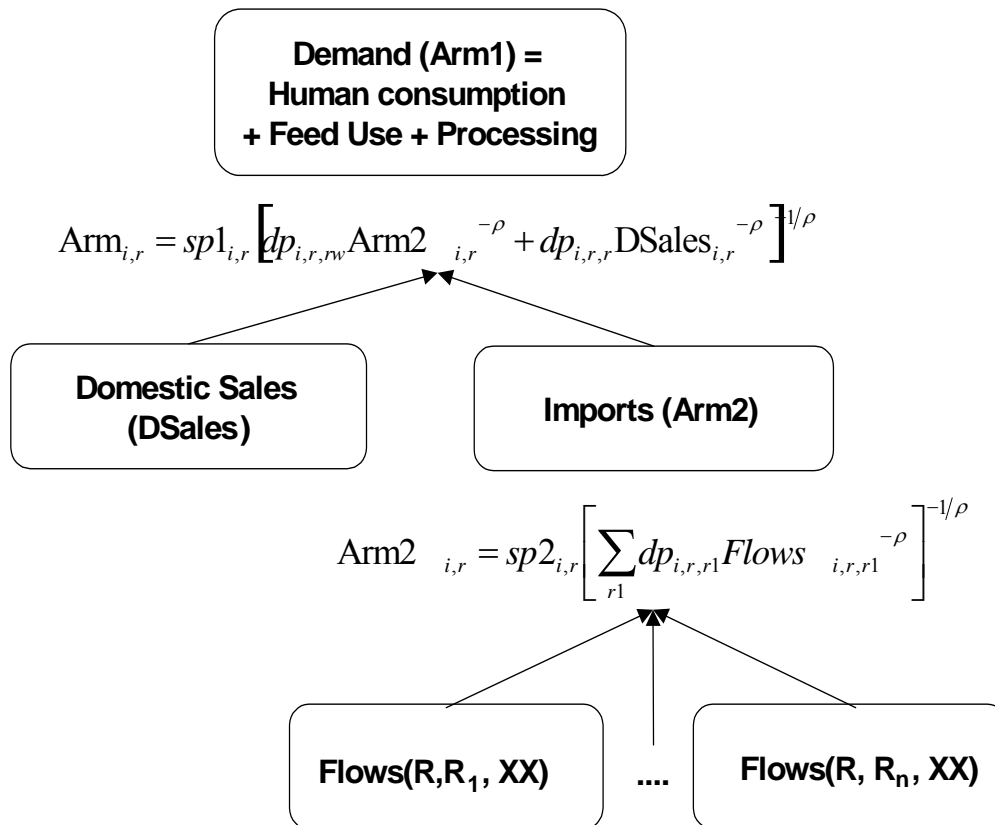 Demand (Arm1) =
Human consumption
+ Feed Use + Processing
Arm_{i,r} = sp1_{i,r} [dp_{i,r,rw} Arm2_{i,r}^{-ρ} + dp_{i,r,r} DSales_{i,r}^{-ρ}]^{-1/ρ}
Domestic Sales
(DSales)
Imports (Arm2)
Arm2_{i,r} = sp2_{i,r} [∑_{r1} dp_{i,r,r1} Flows_{i,r,r1}^{-ρ}]^{-1/ρ}
Flows(R,R₁, XX)
....
Flows(R, Rₙ, XX)